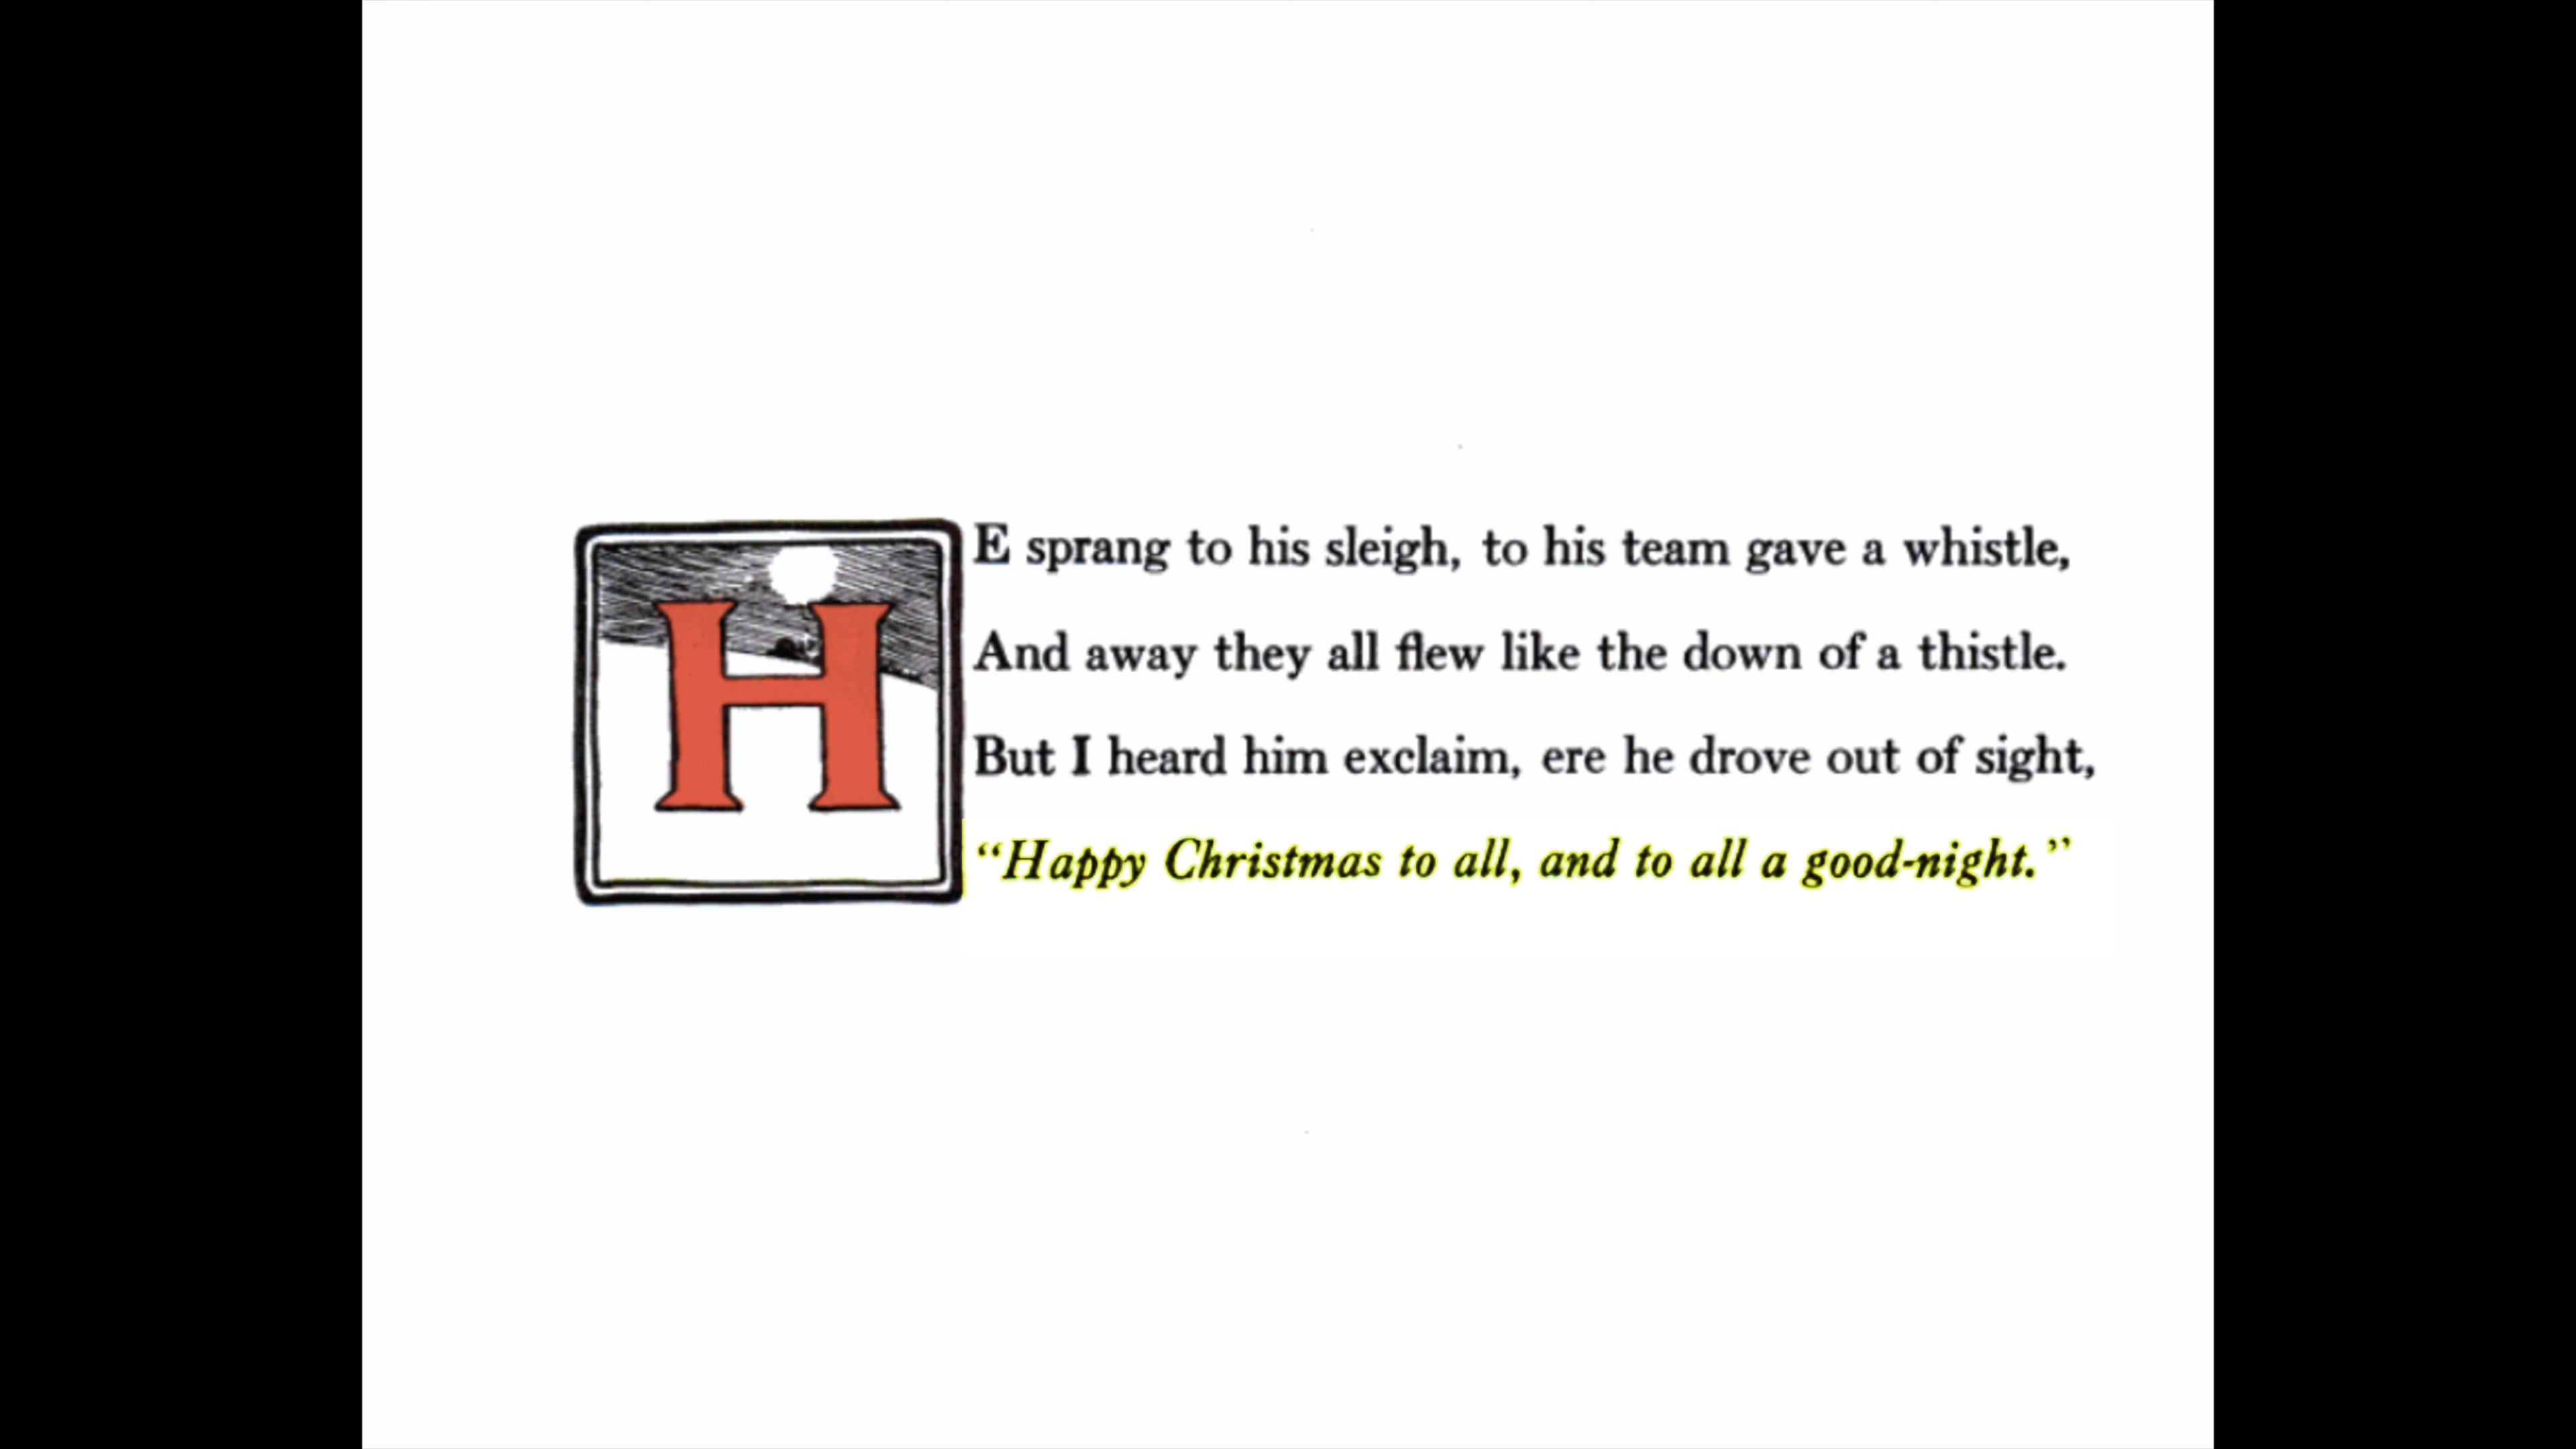 HE sprang to his sleigh, to his team gave a whistle,
And away they all flew like the down of a thistle.
But I heard him exclaim, ere he drove out of sight,
“Happy Christmas to all, and to all a good-night.”